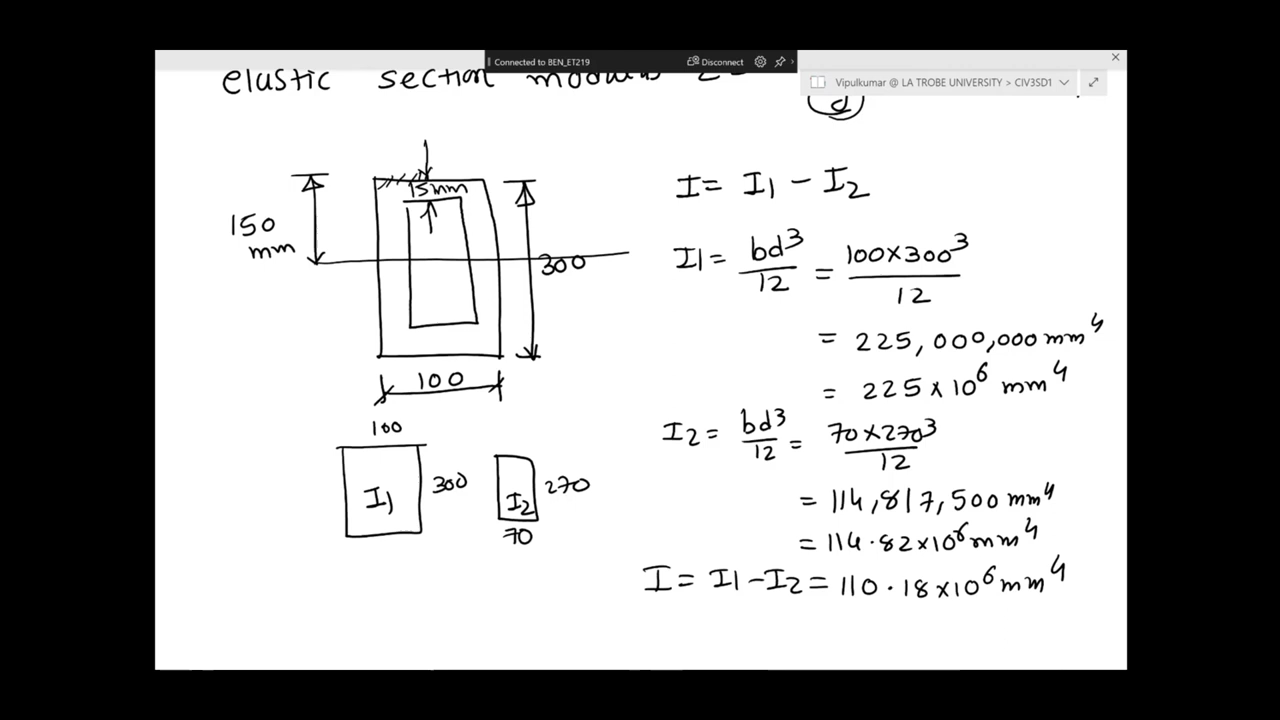 Connected to BEN_ET219
Disconnect
Vipulkumar @ LA TROBE UNIVERSITY > CIV3SD1
elastic section modulus Z=
d
15mm
150
mm
300
100
I = I1 - I2
I1 = bd³/12 = 100×300³/12
= 225,000,000 mm⁴
= 225×10⁶ mm⁴
I2 = bd³/12 = 70×270³/12
= 114,817,500 mm⁴
= 114.82×10⁶ mm⁴
I = I1 - I2 = 110.18×10⁶ mm⁴
100
I1
300
I2
270
70